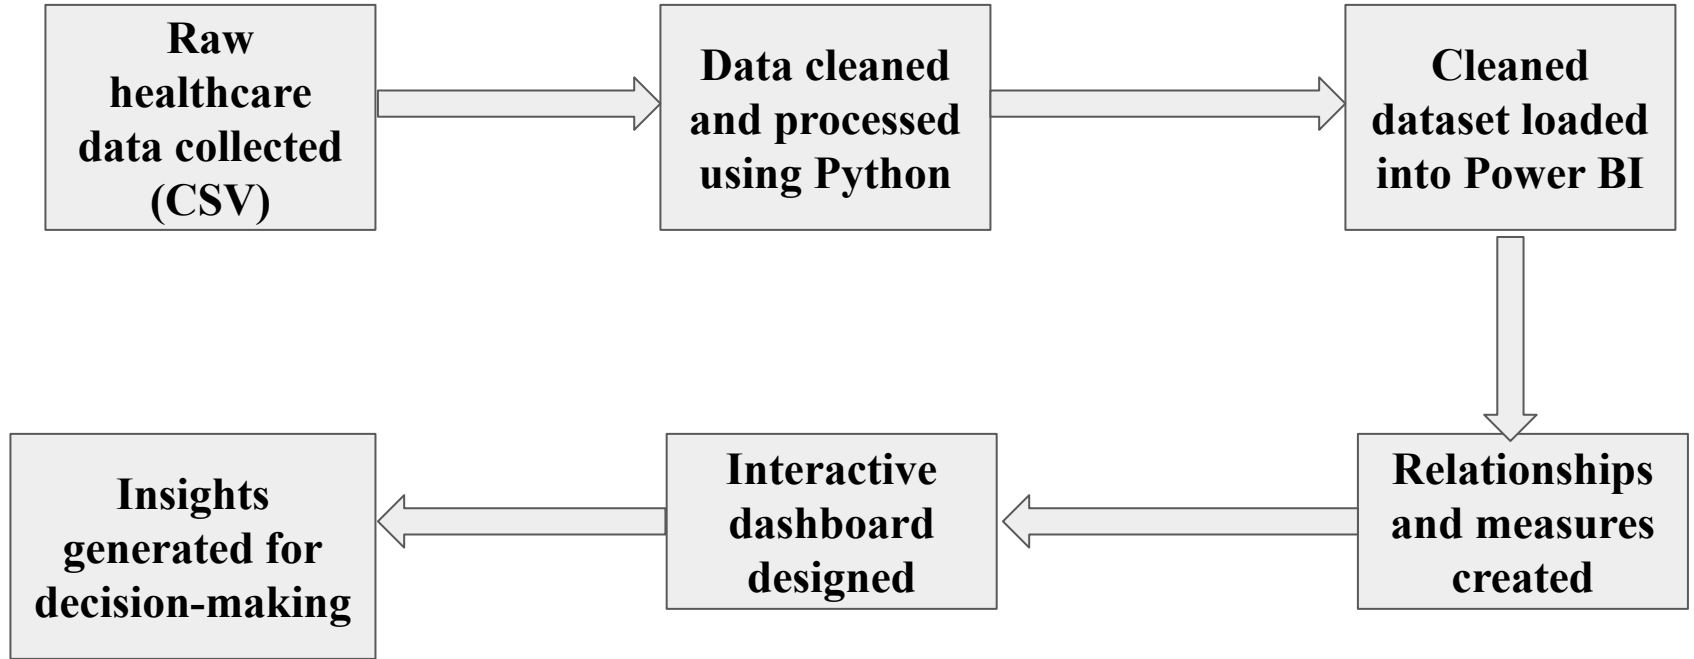 Raw
healthcare
data collected
(CSV)
Data cleaned
and processed
using Python
Cleaned
dataset loaded
into Power BI
Relationships
and measures
created
Interactive
dashboard
designed
Insights
generated for
decision-making